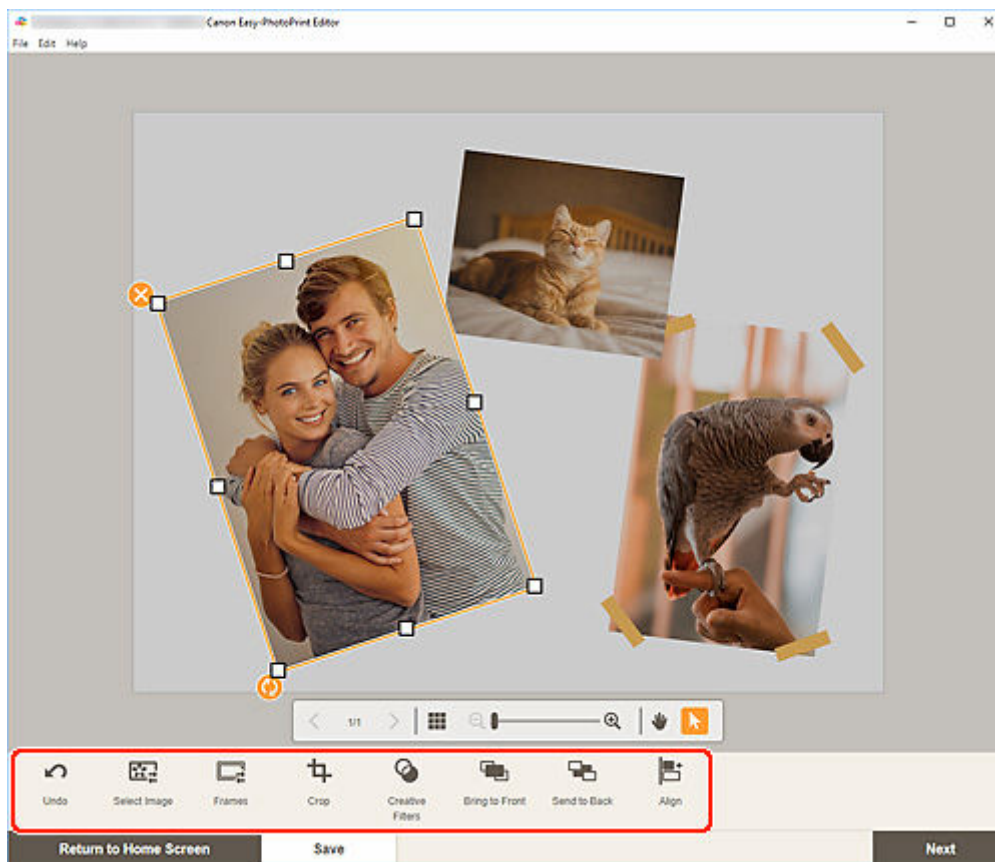 Canon Easy-PhotoPrint Editor
File Edit Help
1/1
Undo Select Image Frames Crop Creative Filters Bring to Front Send to Back Align
Return to Home Screen Save Next